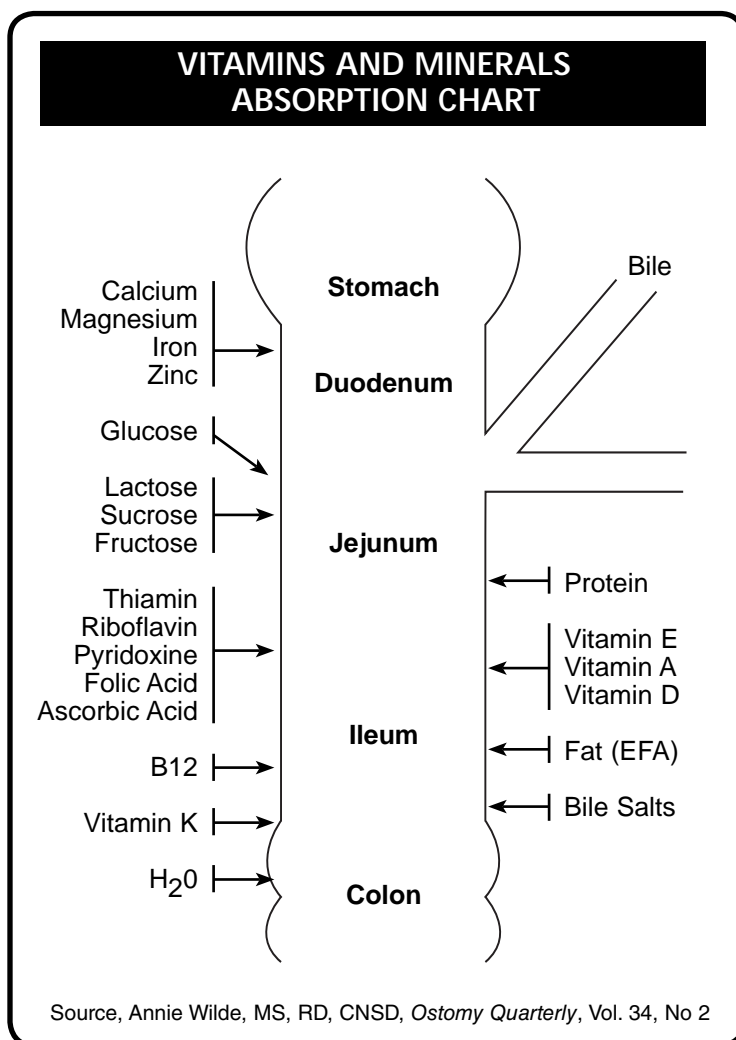 VITAMINS AND MINERALS
ABSORPTION CHART
Stomach
Bile
Calcium
Magnesium
Iron
Zinc
Duodenum
Glucose
Lactose
Sucrose
Fructose
Jejunum
Protein
Thiamin
Riboflavin
Pyridoxine
Folic Acid
Ascorbic Acid
Vitamin E
Vitamin A
Vitamin D
Ileum
B12
Fat (EFA)
Vitamin K
Bile Salts
H₂0
Colon
Source, Annie Wilde, MS, RD, CNSD, Ostomy Quarterly, Vol. 34, No 2